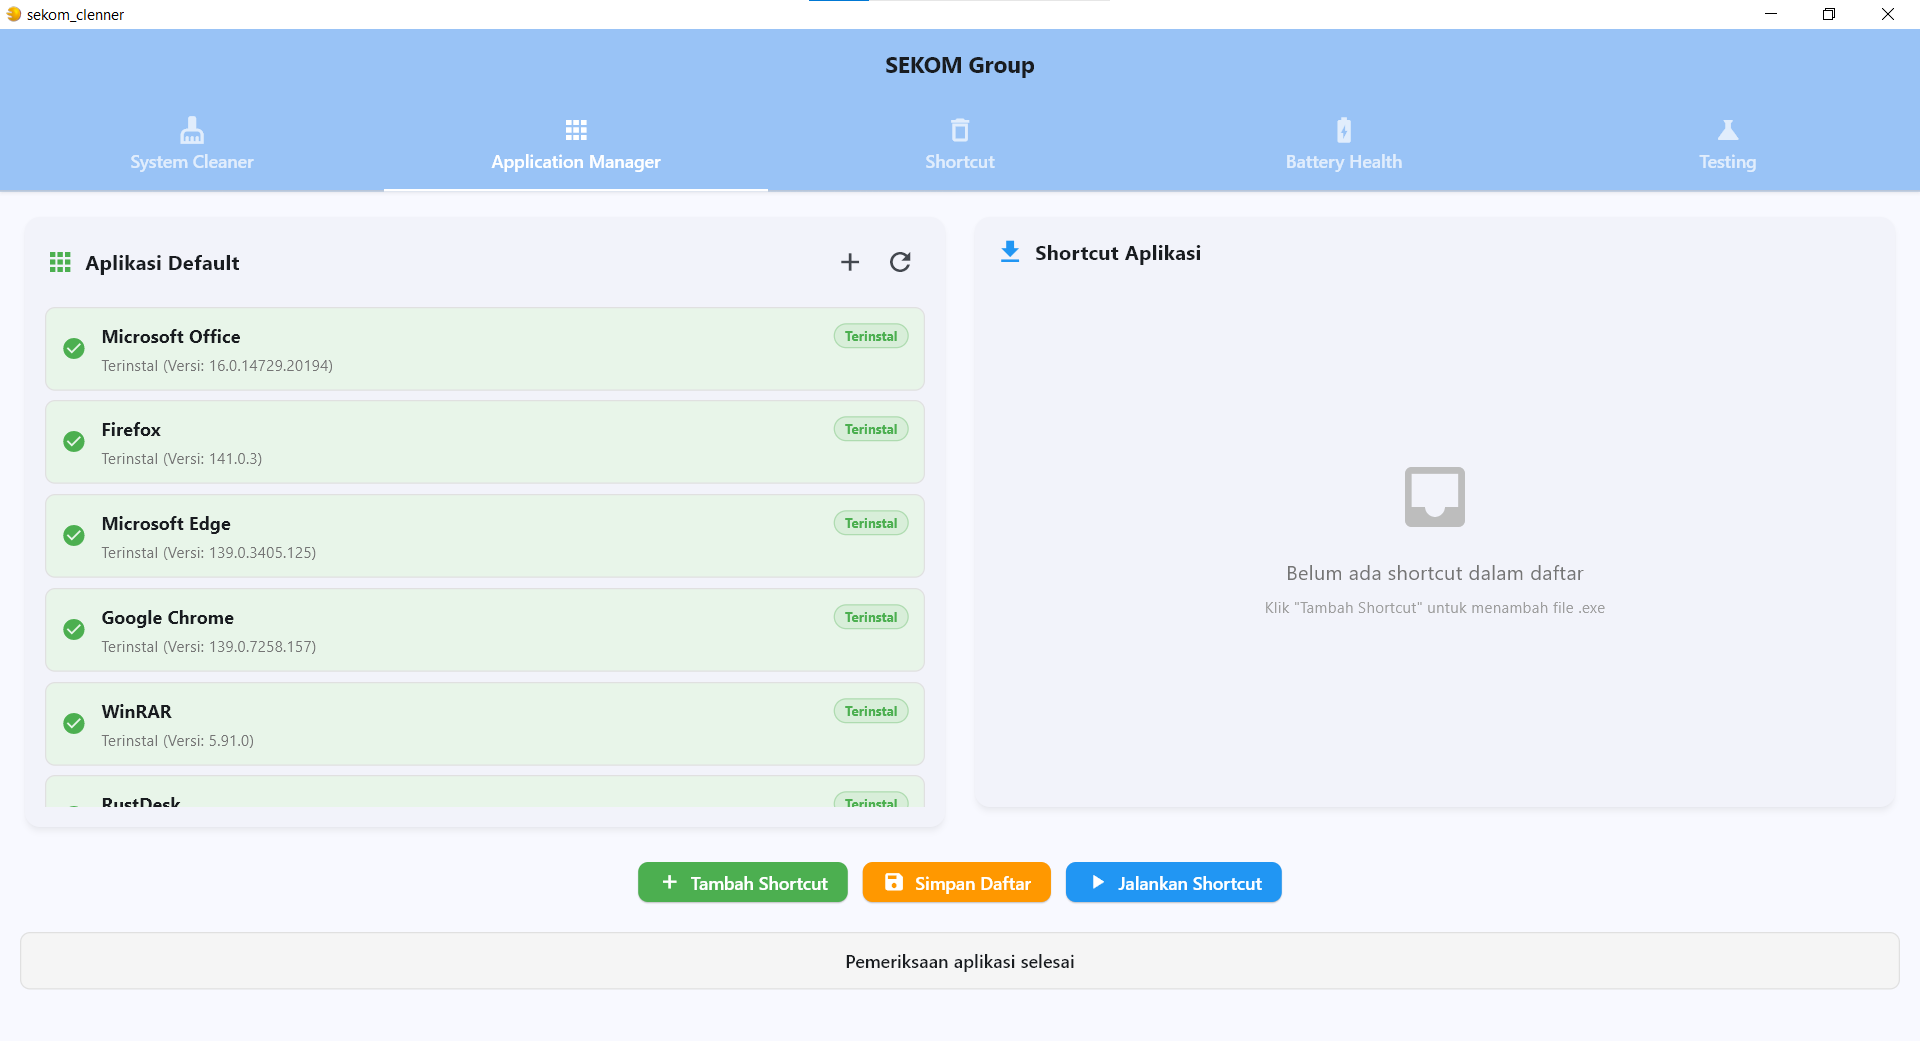 sekom_clenner
SEKOM Group
System Cleaner
Application Manager
Shortcut
Battery Health
Testing
Aplikasi Default
Microsoft Office
Terinstal
Terinstal (Versi: 16.0.14729.20194)
Firefox
Terinstal
Terinstal (Versi: 141.0.3)
Microsoft Edge
Terinstal
Terinstal (Versi: 139.0.3405.125)
Google Chrome
Terinstal
Terinstal (Versi: 139.0.7258.157)
WinRAR
Terinstal
Terinstal (Versi: 5.91.0)
RustDesk
Terinstal
Shortcut Aplikasi
Belum ada shortcut dalam daftar
Klik "Tambah Shortcut" untuk menambah file .exe
Tambah Shortcut
Simpan Daftar
Jalankan Shortcut
Pemeriksaan aplikasi selesai